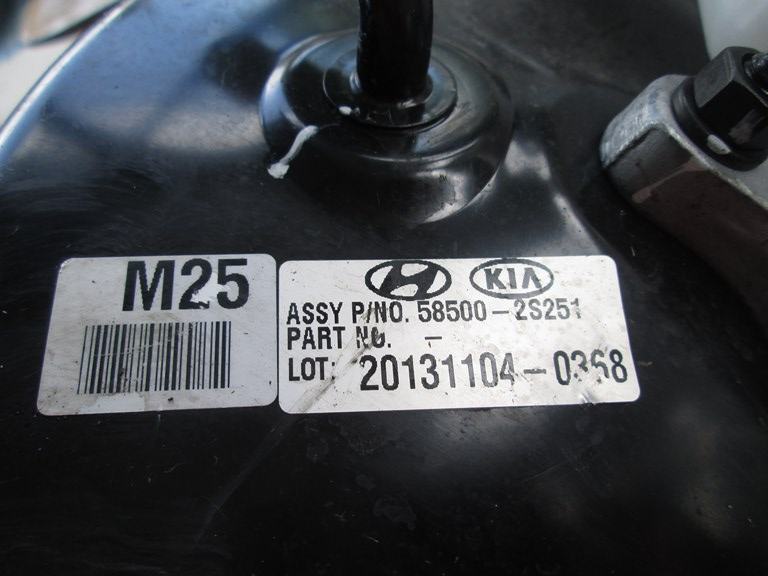 M25
KIA
ASSY P/NO. 58500-2S251
PART NO. -
LOT: 20131104-0368